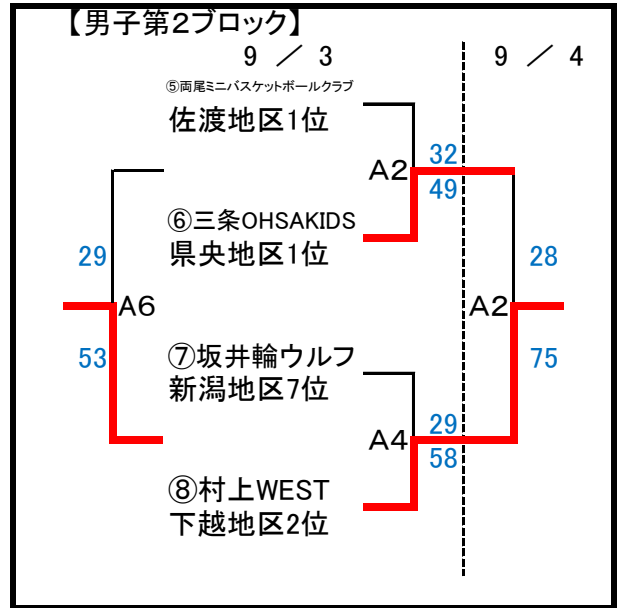 【男子第2ブロック】
9 ／ 3
9 ／ 4
⑤両尾ミニバスケットボールクラブ
佐渡地区1位
A2
32
49
⑥三条OHSAKIDS
県央地区1位
29
28
A6
A2
53
75
⑦坂井輪ウルフ
新潟地区7位
A4
29
58
⑧村上WEST
下越地区2位